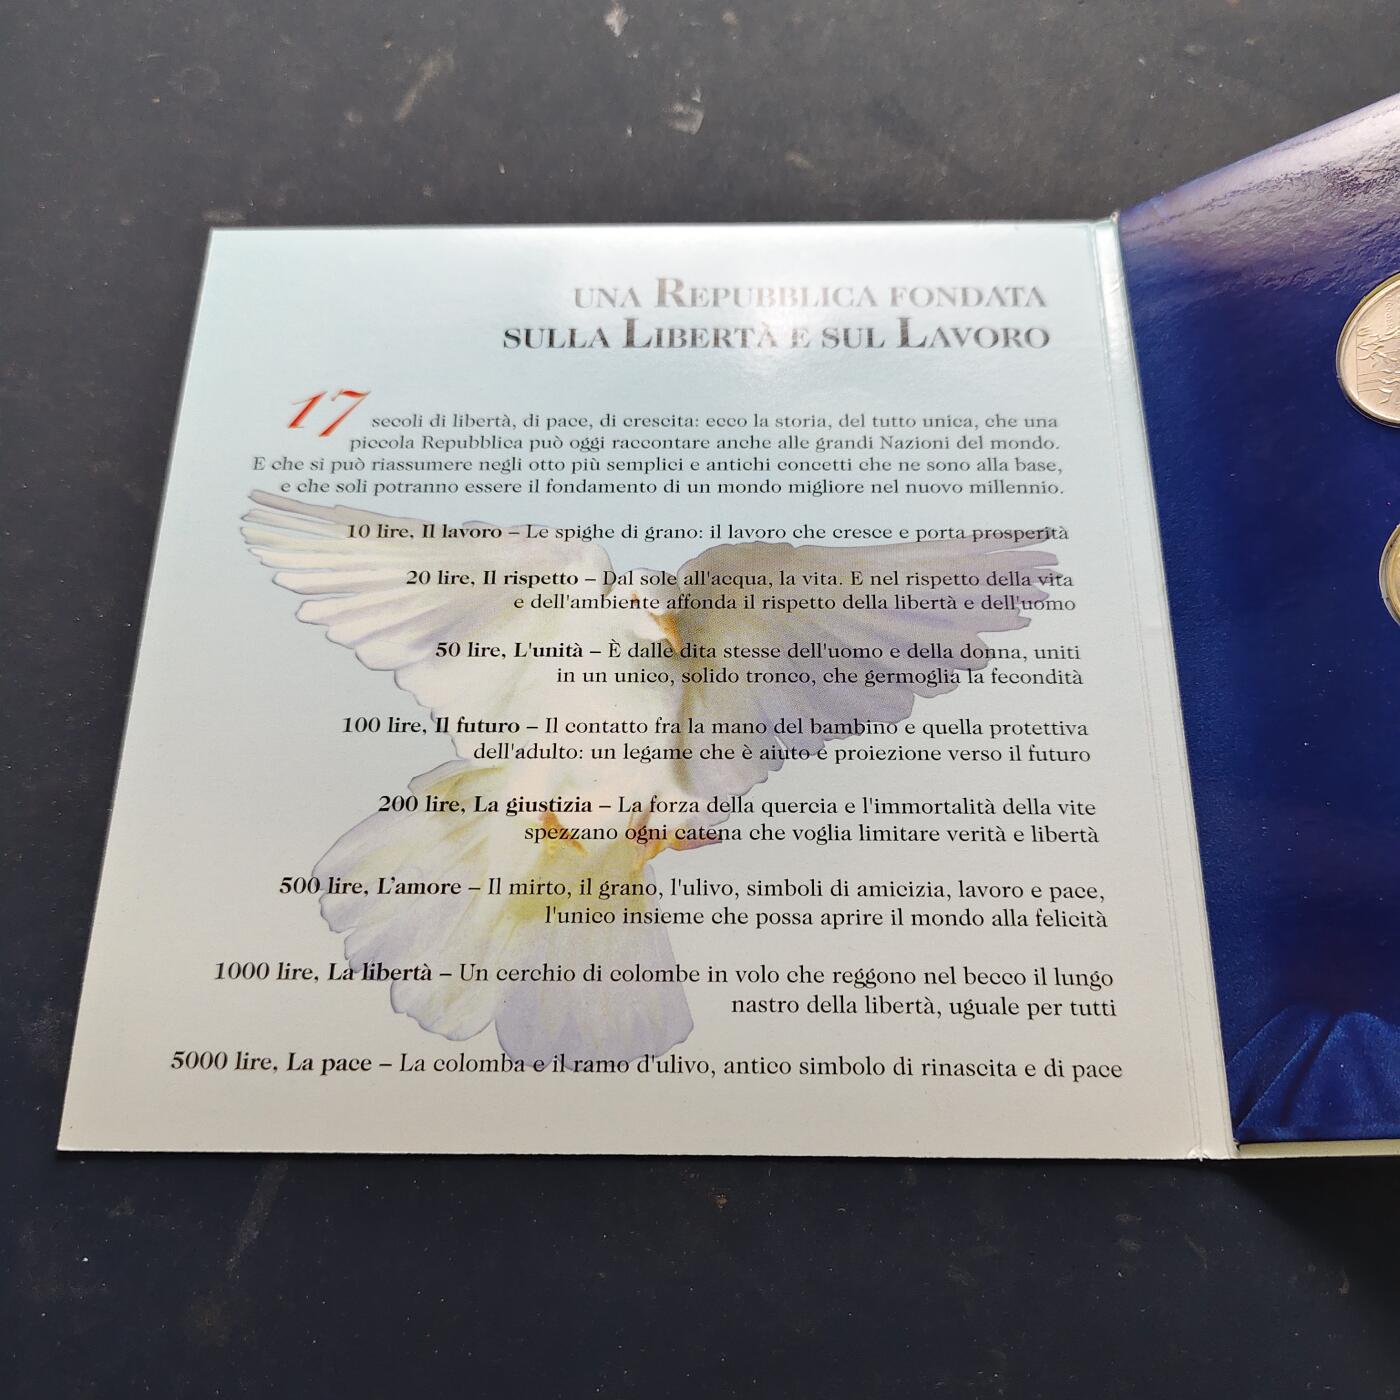 UNA REPUBBLICA FONDATA
SULLA LIBERTÀ E SUL LAVORO
17 secoli di libertà, di pace, di crescita: ecco la storia, del tutto unica, che una
piccola Repubblica può oggi raccontare anche alle grandi Nazioni del mondo.
E che si può riassumere negli otto più semplici e antichi concetti che ne sono alla base,
e che soli potranno essere il fondamento di un mondo migliore nel nuovo millennio.
10 lire, Il lavoro – Le spighe di grano: il lavoro che cresce e porta prosperità
20 lire, Il rispetto – Dal sole all'acqua, la vita. E nel rispetto della vita
e dell'ambiente affonda il rispetto della libertà e dell'uomo
50 lire, L'unità – È dalle dita stesse dell'uomo e della donna, uniti
in un unico, solido tronco, che germoglia la fecondità
100 lire, Il futuro – Il contatto fra la mano del bambino e quella protettiva
dell'adulto: un legame che è aiuto e proiezione verso il futuro
200 lire, La giustizia – La forza della quercia e l'immortalità della vite
spezzano ogni catena che voglia limitare verità e libertà
500 lire, L'amore – Il mirto, il grano, l'ulivo, simboli di amicizia, lavoro e pace,
l'unico insieme che possa aprire il mondo alla felicità
1000 lire, La libertà – Un cerchio di colombe in volo che reggono nel becco il lungo
nastro della libertà, uguale per tutti
5000 lire, La pace – La colomba e il ramo d'ulivo, antico simbolo di rinascita e di pace